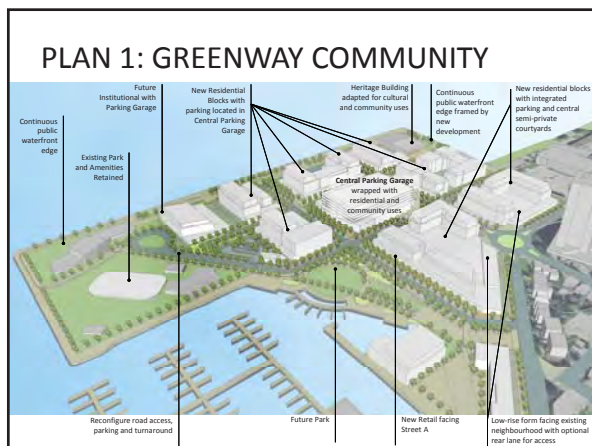 PLAN 1: GREENWAY COMMUNITY
Continuous
public
waterfront
edge
Future
Institutional with
Parking Garage
Existing Park
and Amenities
Retained
New Residential
Blocks with
parking located in
Central Parking
Garage
Heritage Building
adapted for cultural
and community uses
Continuous
public waterfront
edge framed by
new
development
New residential blocks
with integrated
parking and central
semi-private
courtyards
Central Parking Garage
wrapped with
residential and
community uses
Reconfigure road access,
parking and turnaround
Future Park
New Retail facing
Street A
Low-rise form facing existing
neighbourhood with optional
rear lane for access